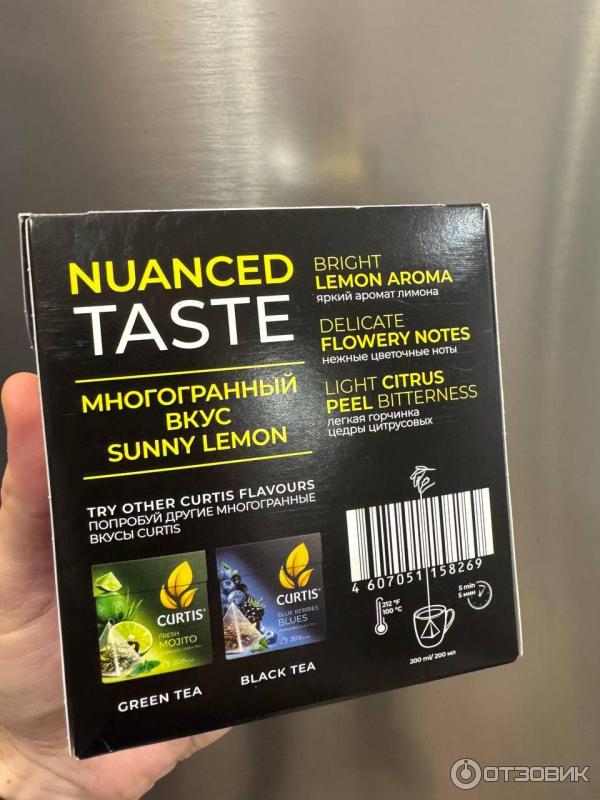 NUANCED
TASTE
МНОГОГРАННЫЙ
ВКУС
SUNNY LEMON
BRIGHT
LEMON AROMA
яркий аромат лимона
DELICATE
FLOWERY NOTES
нежные цветочные ноты
LIGHT CITRUS
PEEL BITTERNESS
легкая горчинка
цедры цитрусовых
TRY OTHER CURTIS FLAVOURS
ПОПРОБУЙ ДРУГИЕ МНОГОГРАННЫЕ
ВКУСЫ CURTIS
CURTIS
FRESH
MOJITO
GREEN TEA
CURTIS
BLUE BERRIES
BLUES
BLACK TEA
4 607051 158269
212 °F
100 °C
5 min
5 мин
200 ml/ 200 мл
ОТЗОВИК